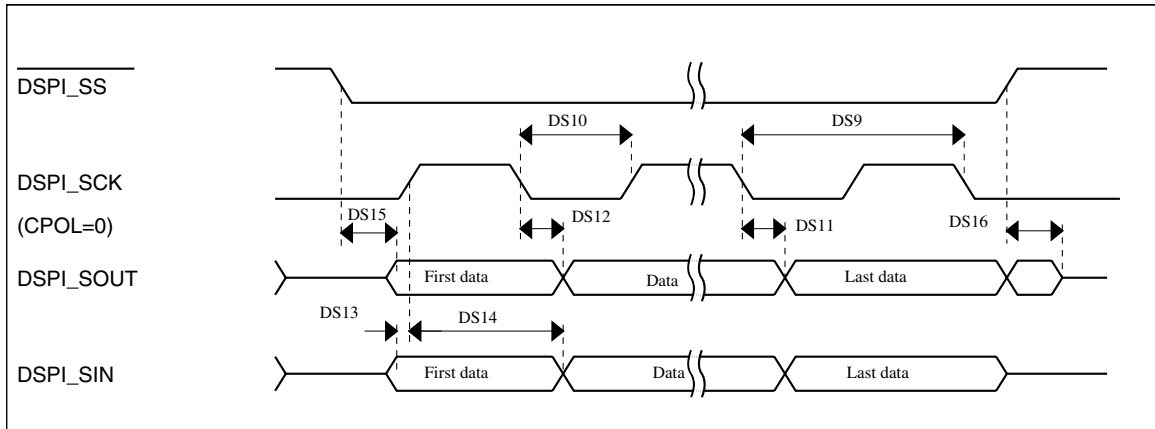 DSPI_SS
DS10
DS9
DSPI_SCK
(CPOL=0)
DS15
DS12
DS11
DS16
DSPI_SOUT
First data
Data
Last data
DS13
DS14
DSPI_SIN
First data
Data
Last data